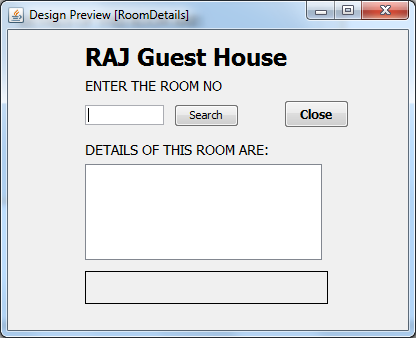 Design Preview [RoomDetails]
RAJ Guest House
ENTER THE ROOM NO
Search
Close
DETAILS OF THIS ROOM ARE: